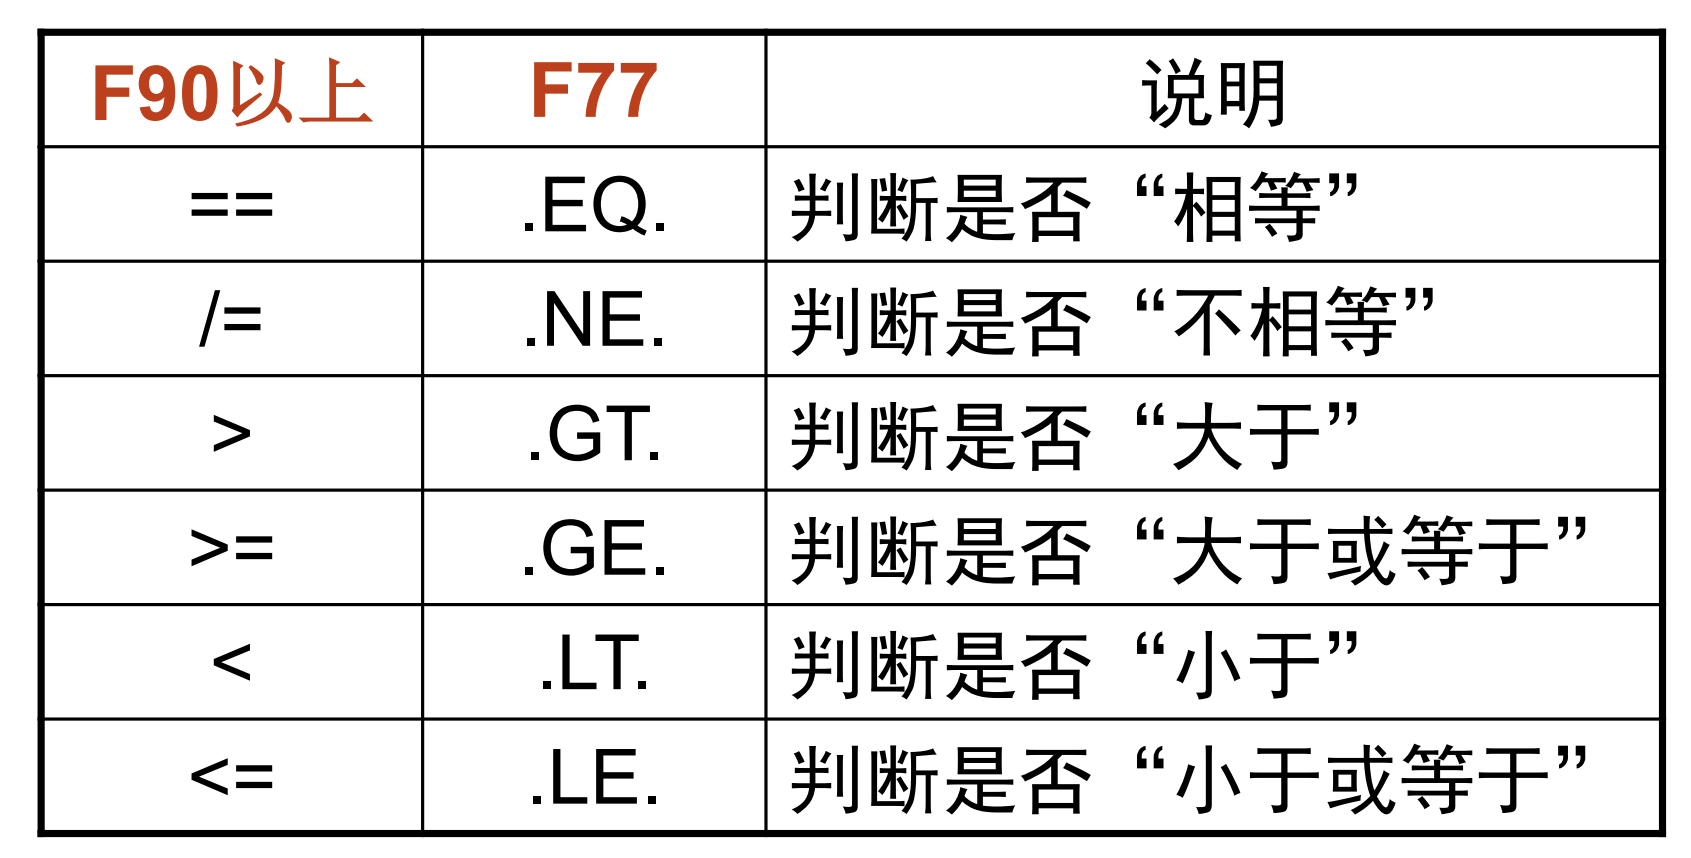 F90以上 F77 说明
== .EQ. 判断是否 “相等”
/= .NE. 判断是否 “不相等”
> .GT. 判断是否 “大于”
>= .GE. 判断是否 “大于或等于”
< .LT. 判断是否 “小于”
<= .LE. 判断是否 “小于或等于”